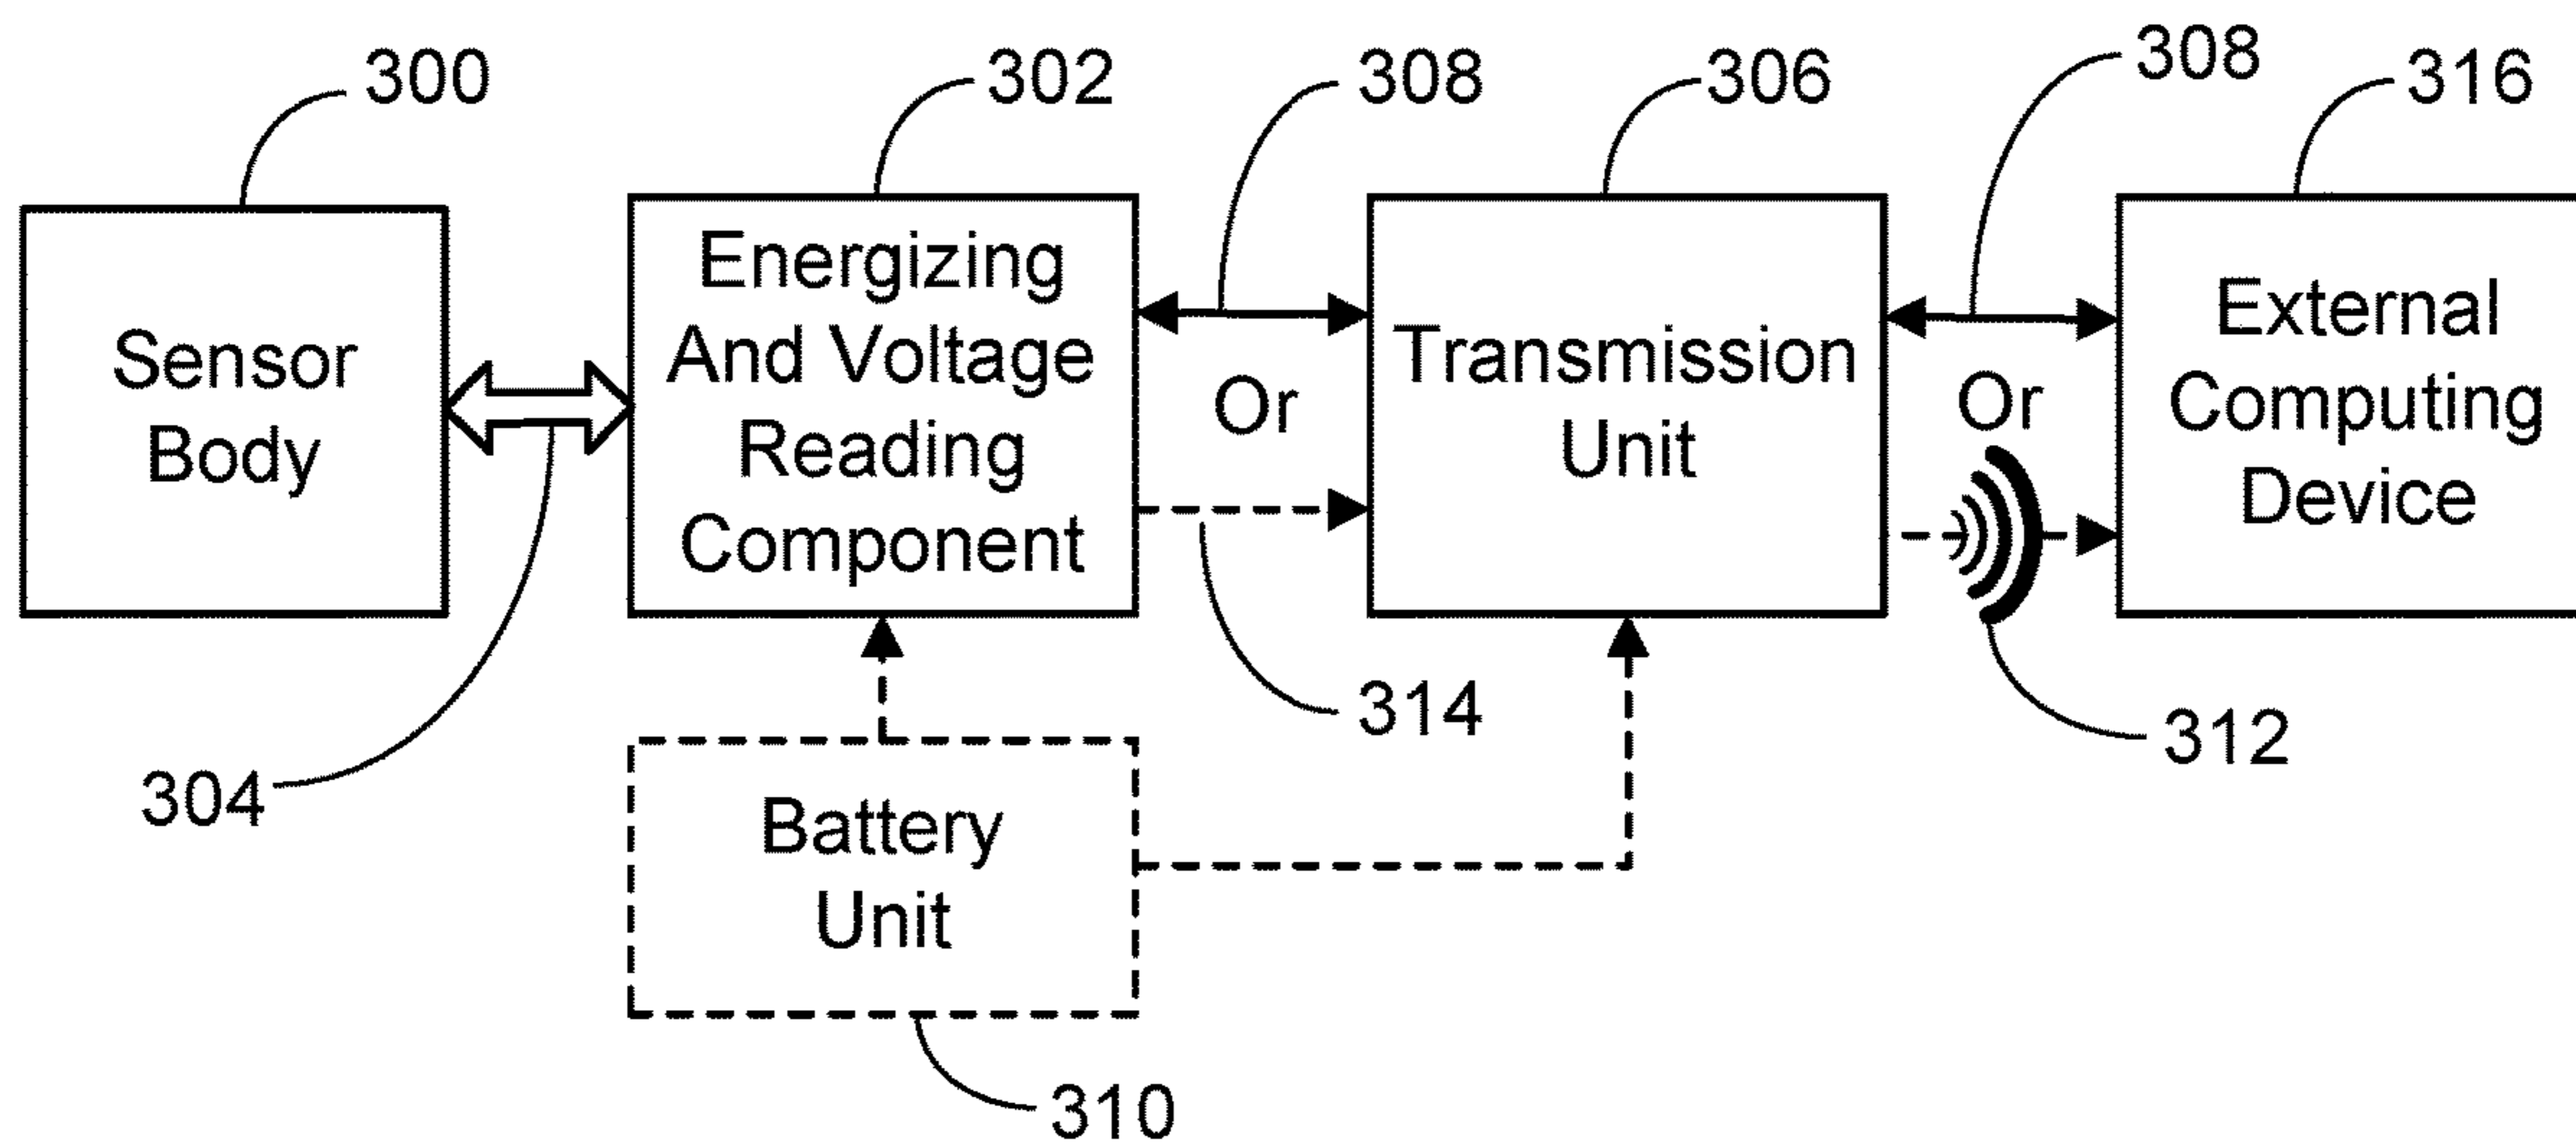 300
302
308
306
308
316
Sensor
Body
Energizing
And Voltage
Reading
Component
Or
Transmission
Unit
Or
External
Computing
Device
304
314
312
Battery
Unit
310